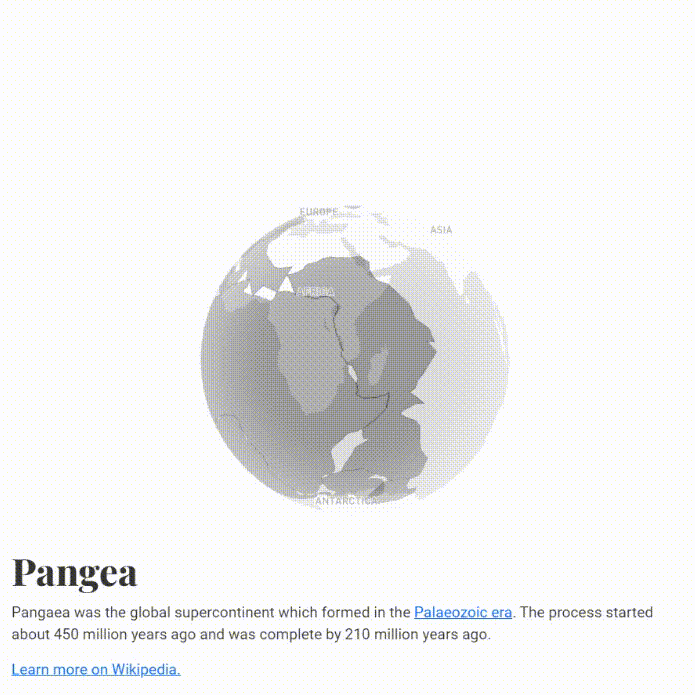 EUROPE
ASIA
AFRICA
ANTARCTICA
Pangea
Pangaea was the global supercontinent which formed in the Palaeozoic era. The process started
about 450 million years ago and was complete by 210 million years ago.
Learn more on Wikipedia.